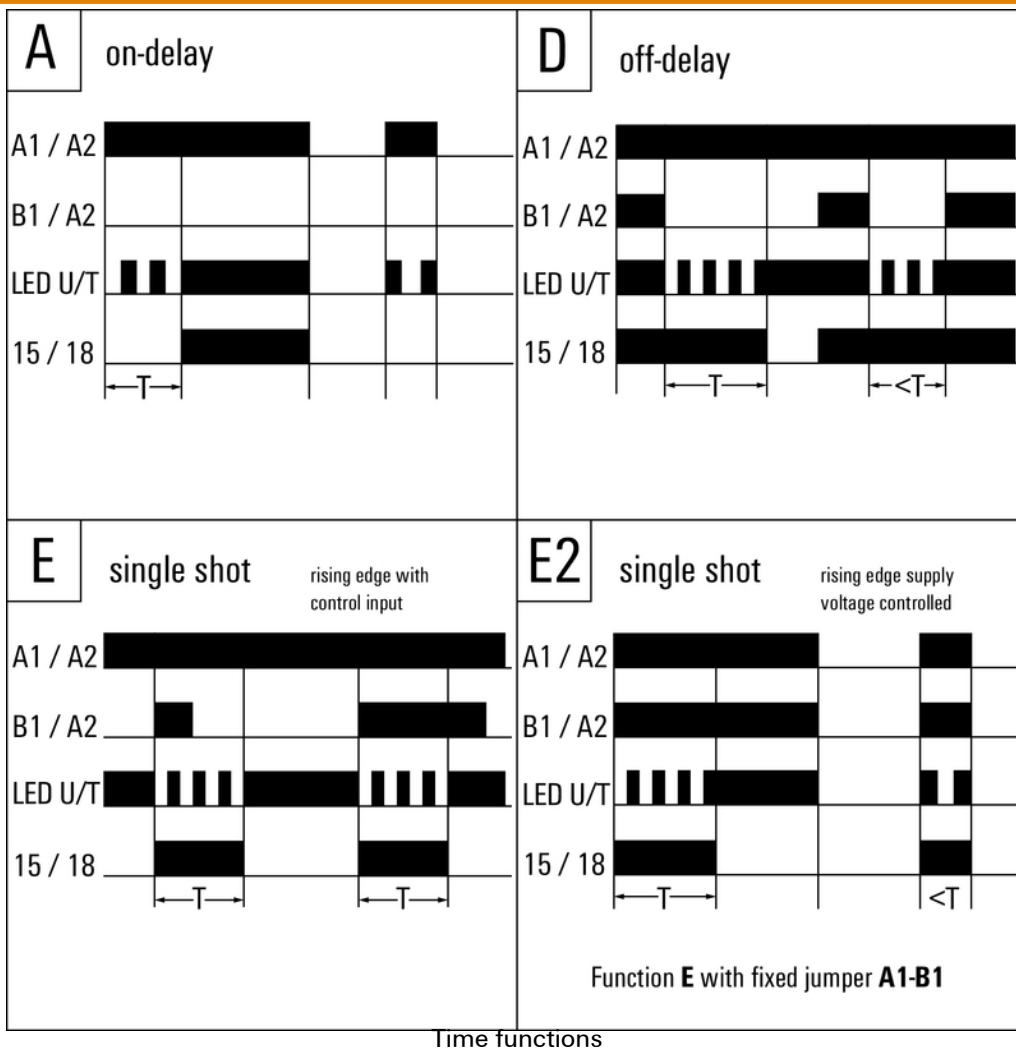 A
on-delay
A1 / A2
B1 / A2
LED U/T
15 / 18
T
D
off-delay
A1 / A2
B1 / A2
LED U/T
15 / 18
T
<T
E
single shot
rising edge with
control input
A1 / A2
B1 / A2
LED U/T
15 / 18
T
T
E2
single shot
rising edge supply
voltage controlled
A1 / A2
B1 / A2
LED U/T
15 / 18
T
<T
Function E with fixed jumper A1-B1
Time functions